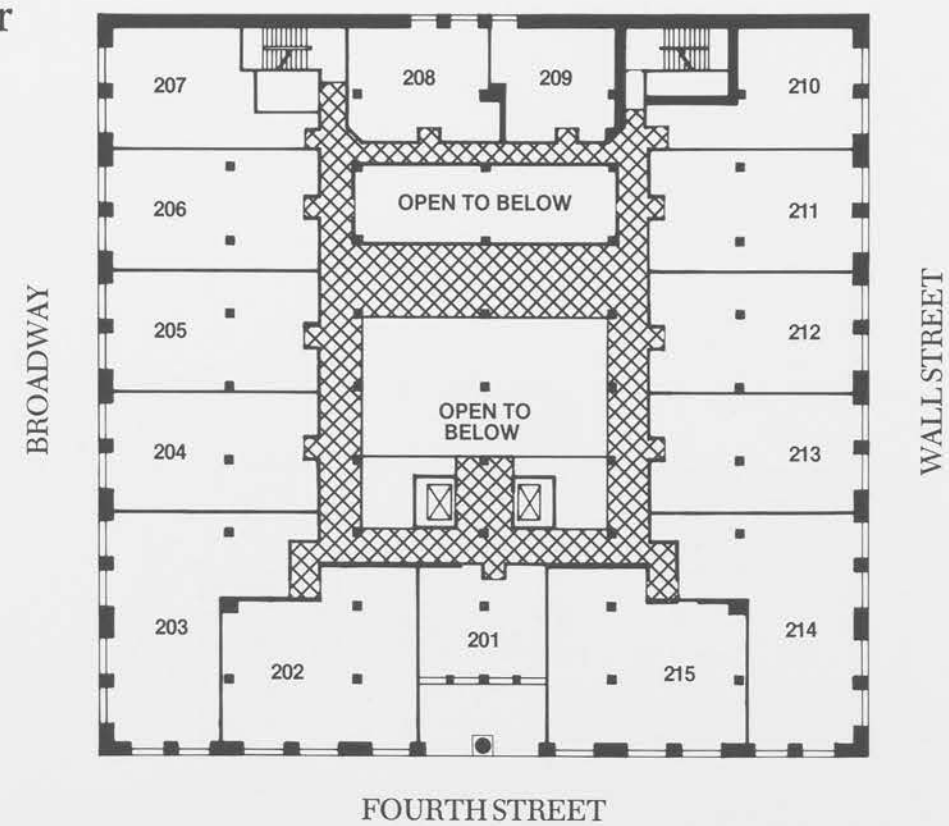 r
207
208
209
210
206
OPEN TO BELOW
211
BROADWAY
205
212
WALL STREET
OPEN TO
BELOW
204
213
203
202
201
215
214
FOURTH STREET